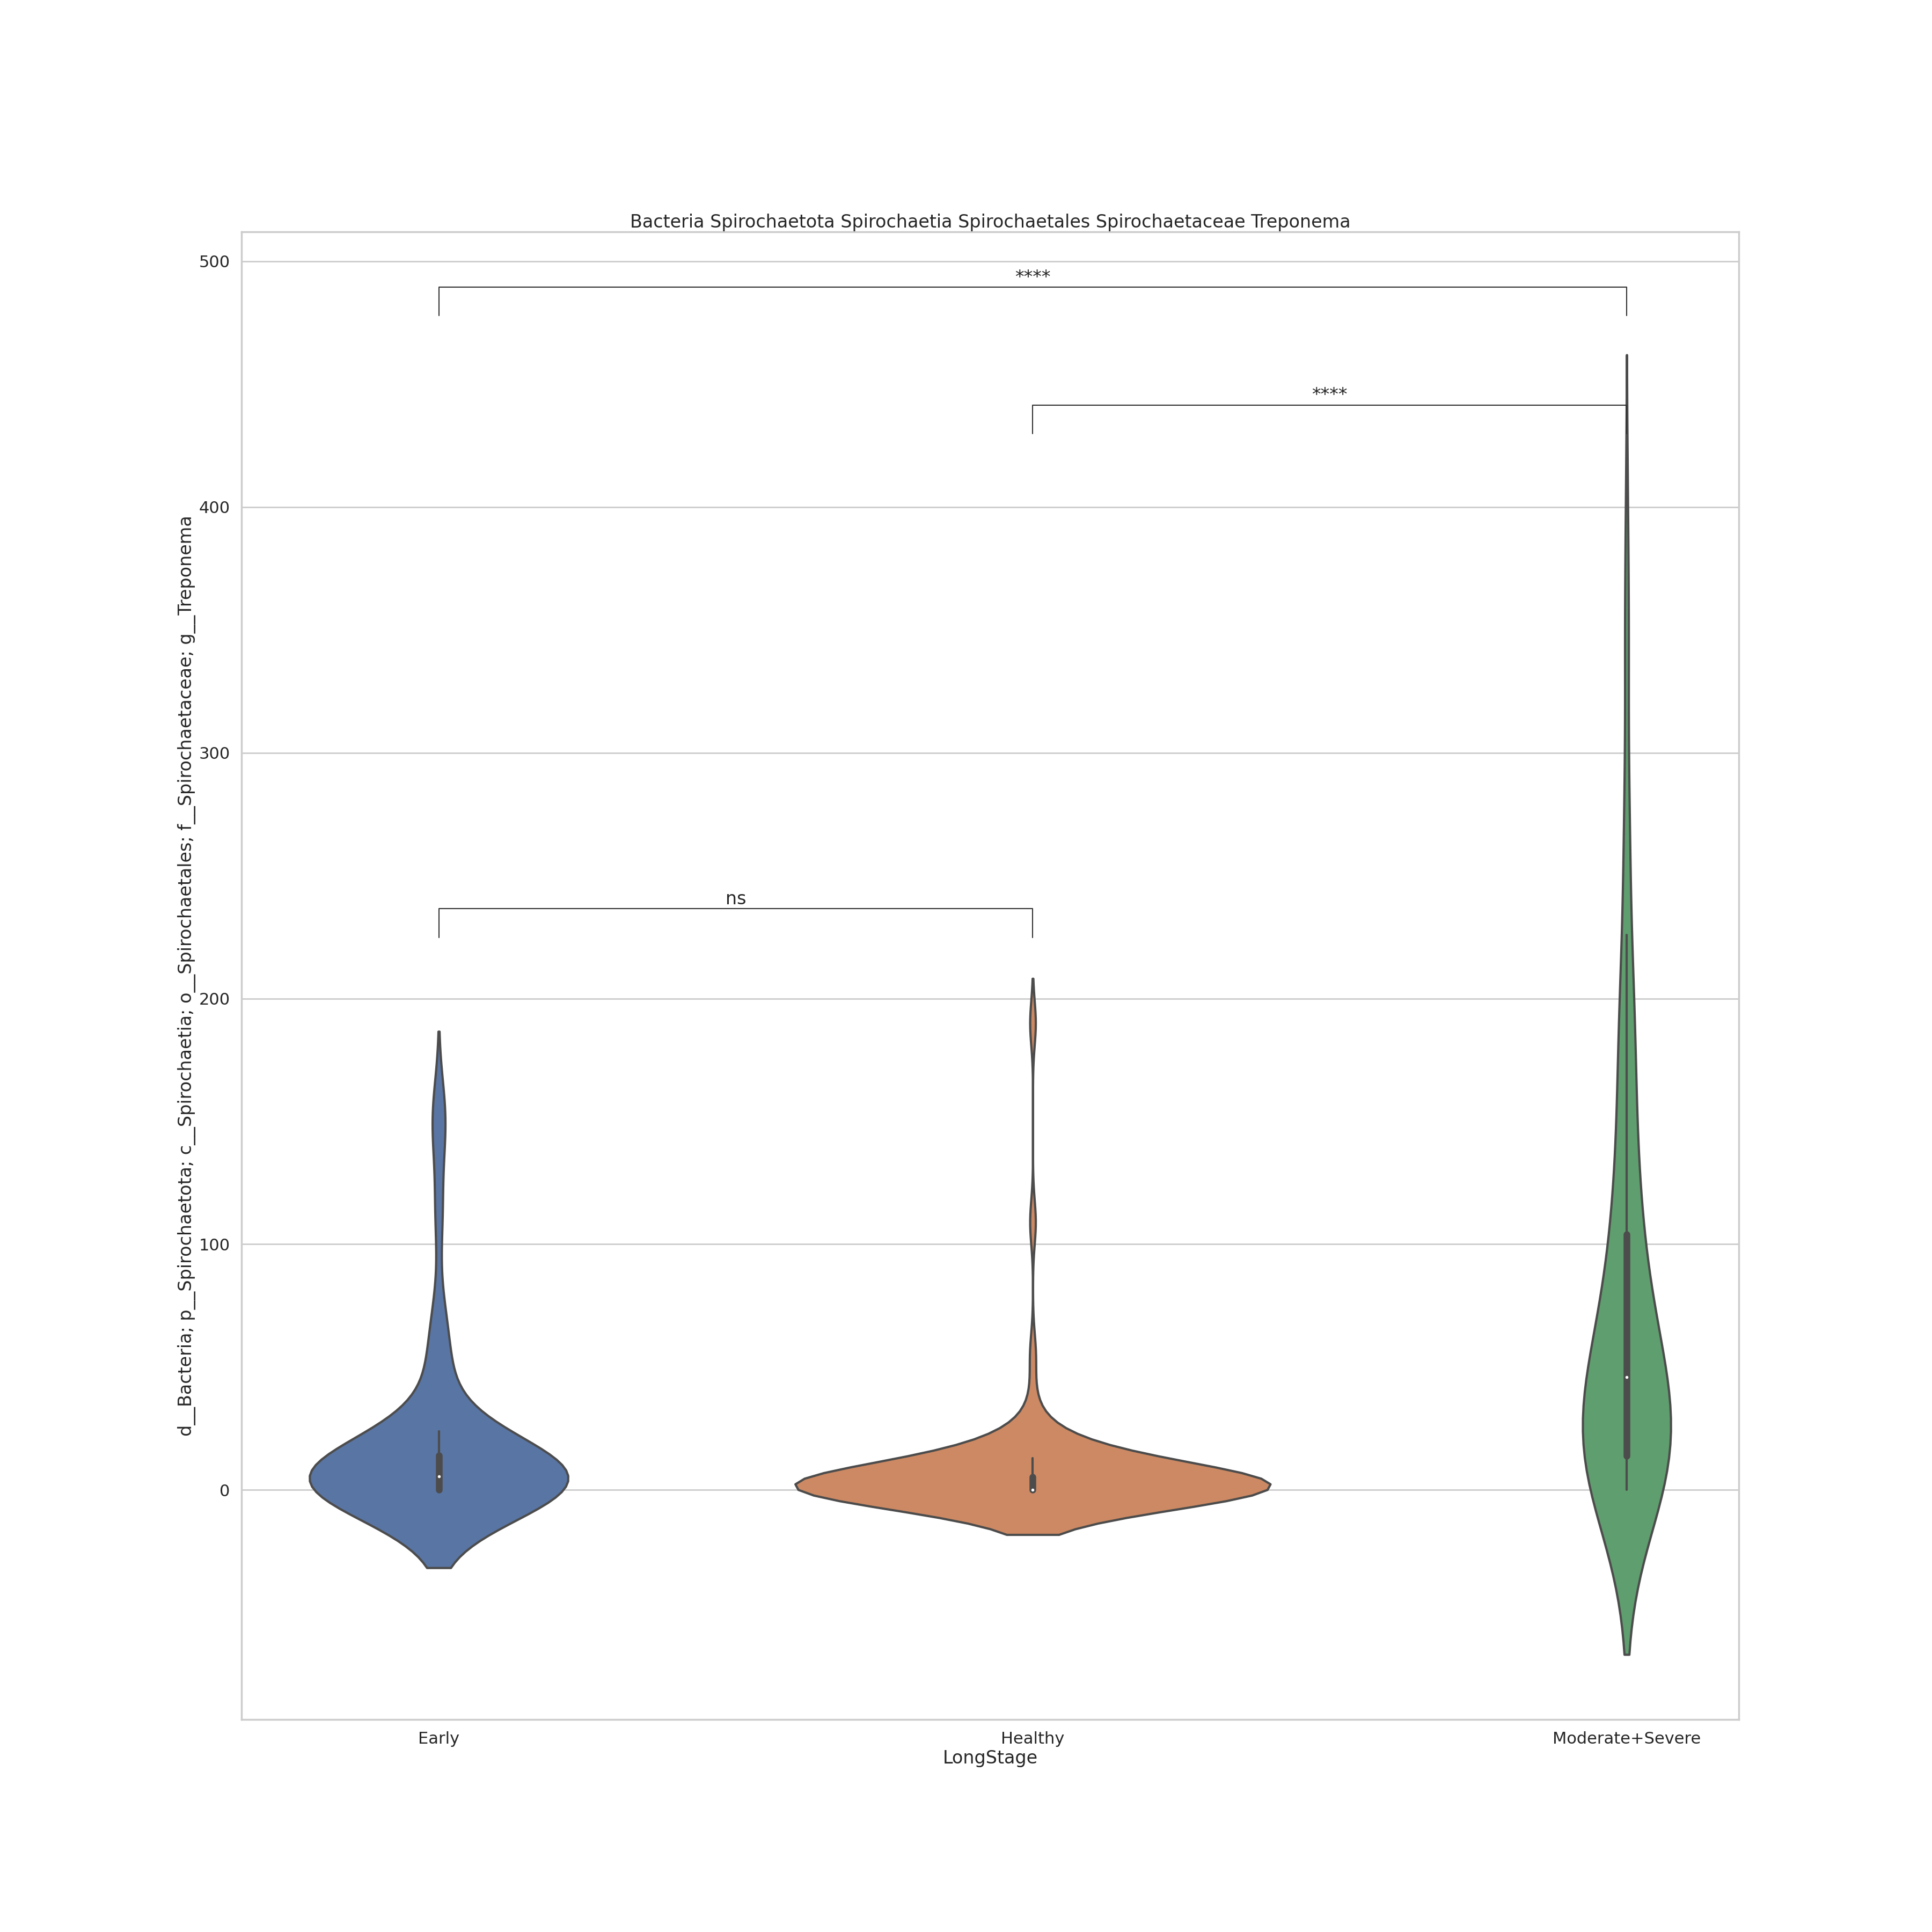 Bacteria Spirochaetota Spirochaetia Spirochaetales Spirochaetaceae Treponema
500
400
300
200
100
0
d__Bacteria; p__Spirochaetota; c__Spirochaetia; o__Spirochaetales; f__Spirochaetaceae; g__Treponema
****
****
ns
Early Healthy Moderate+Severe
LongStage